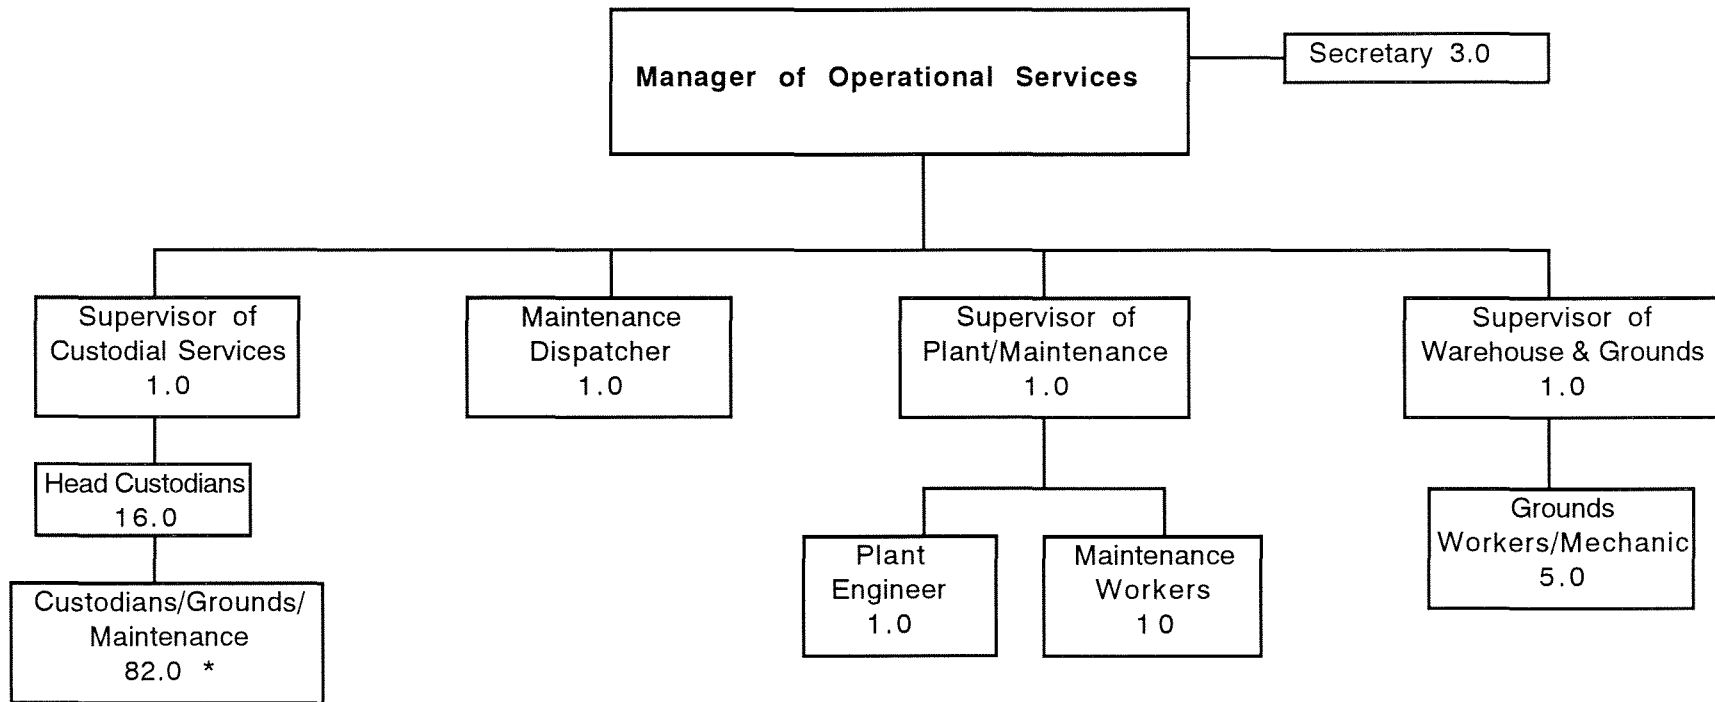 Manager of Operational Services
Secretary 3.0
Supervisor of
Custodial Services
1.0
Maintenance
Dispatcher
1.0
Supervisor of
Plant/Maintenance
1.0
Supervisor of
Warehouse & Grounds
1.0
Head Custodians
16.0
Custodians/Grounds/
Maintenance
82.0 *
Plant
Engineer
1.0
Maintenance
Workers
10
Grounds
Workers/Mechanic
5.0